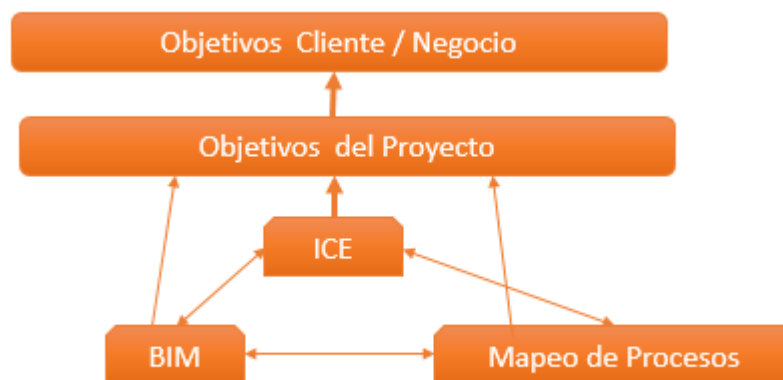 Objetivos Cliente / Negocio
Objetivos del Proyecto
ICE
BIM
Mapeo de Procesos